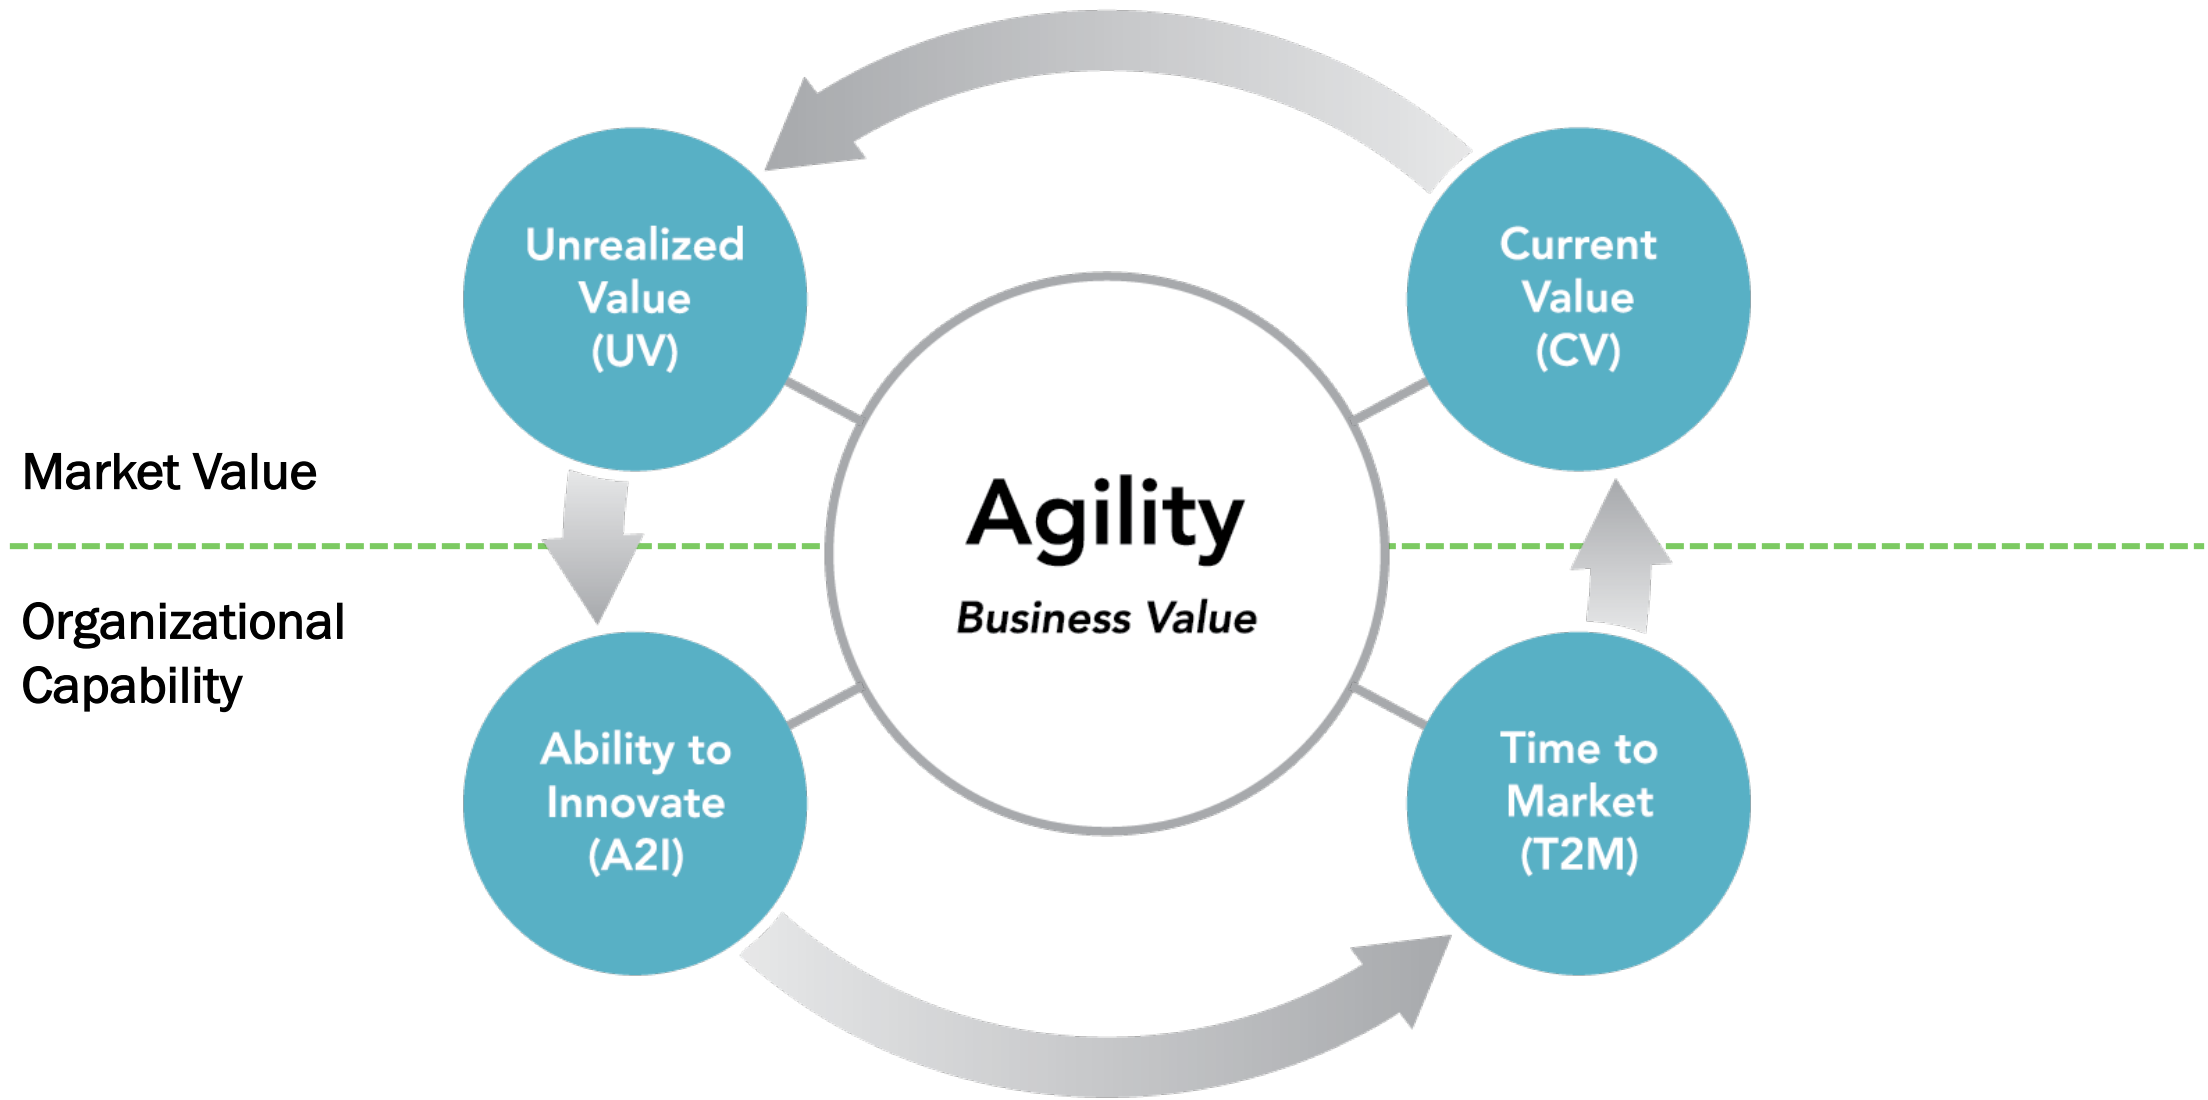 Unrealized
Value
(UV)
Current
Value
(CV)
Market Value
Agility
Business Value
Organizational
Capability
Ability to
Innovate
(A2I)
Time to
Market
(T2M)